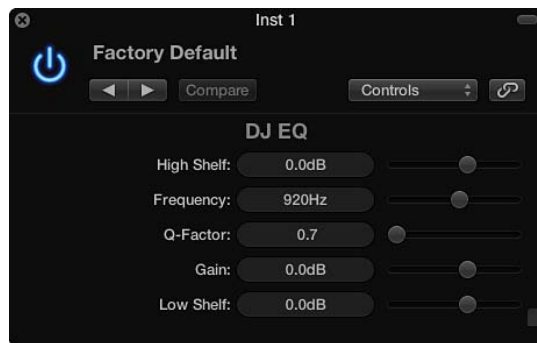 Inst 1
Factory Default
Compare
Controls
DJ EQ
High Shelf: 0.0dB
Frequency: 920Hz
Q-Factor: 0.7
Gain: 0.0dB
Low Shelf: 0.0dB